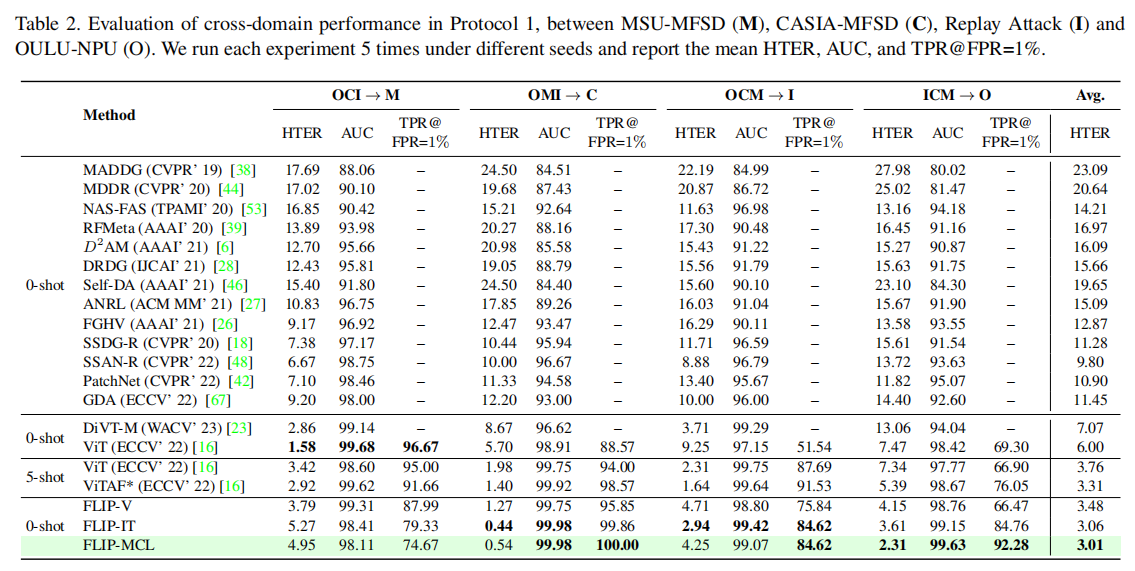 Table 2. Evaluation of cross-domain performance in Protocol 1, between MSU-MFSD (M), CASIA-MFSD (C), Replay Attack (I) and
OULU-NPU (O). We run each experiment 5 times under different seeds and report the mean HTER, AUC, and TPR@FPR=1%.
Method OCI → M OMI → C OCM → I ICM → O Avg.
HTER AUC TPR@ FPR=1% HTER AUC TPR@ FPR=1% HTER AUC TPR@ FPR=1% HTER AUC TPR@ FPR=1% HTER
0-shot
MADDG (CVPR' 19) [38] 17.69 88.06 – 24.50 84.51 – 22.19 84.99 – 27.98 80.02 – 23.09
MDDR (CVPR' 20) [44] 17.02 90.10 – 19.68 87.43 – 20.87 86.72 – 25.02 81.47 – 20.64
NAS-FAS (TPAMI' 20) [53] 16.85 90.42 – 15.21 92.64 – 11.63 96.98 – 13.16 94.18 – 14.21
RFMeta (AAAI' 20) [39] 13.89 93.98 – 20.27 88.16 – 17.30 90.48 – 16.45 91.16 – 16.97
D²AM (AAAI' 21) [6] 12.70 95.66 – 20.98 85.58 – 15.43 91.22 – 15.27 90.87 – 16.09
DRDG (IJCAI' 21) [28] 12.43 95.81 – 19.05 88.79 – 15.56 91.79 – 15.63 91.75 – 15.66
Self-DA (AAAI' 21) [46] 15.40 91.80 – 24.50 84.40 – 15.60 90.10 – 23.10 84.30 – 19.65
ANRL (ACM MM' 21) [27] 10.83 96.75 – 17.85 89.26 – 16.03 91.04 – 15.67 91.90 – 15.09
FGHV (AAAI' 21) [26] 9.17 96.92 – 12.47 93.47 – 16.29 90.11 – 13.58 93.55 – 12.87
SSDG-R (CVPR' 20) [18] 7.38 97.17 – 10.44 95.94 – 11.71 96.59 – 15.61 91.54 – 11.28
SSAN-R (CVPR' 22) [48] 6.67 98.75 – 10.00 96.67 – 8.88 96.79 – 13.72 93.63 – 9.80
PatchNet (CVPR' 22) [42] 7.10 98.46 – 11.33 94.58 – 13.40 95.67 – 11.82 95.07 – 10.90
GDA (ECCV' 22) [67] 9.20 98.00 – 12.20 93.00 – 10.00 96.00 – 14.40 92.60 – 11.45
0-shot
DiVT-M (WACV' 23) [23] 2.86 99.14 – 8.67 96.62 – 3.71 99.29 – 13.06 94.04 – 7.07
ViT (ECCV' 22) [16] 1.58 99.68 96.67 5.70 98.91 88.57 9.25 97.15 51.54 7.47 98.42 69.30 6.00
5-shot
ViT (ECCV' 22) [16] 3.42 98.60 95.00 1.98 99.75 94.00 2.31 99.75 87.69 7.34 97.77 66.90 3.76
ViTAF* (ECCV' 22) [16] 2.92 99.62 91.66 1.40 99.92 98.57 1.64 99.64 91.53 5.39 98.67 76.05 3.31
0-shot
FLIP-V 3.79 99.31 87.99 1.27 99.75 95.85 4.71 98.80 75.84 4.15 98.76 66.47 3.48
FLIP-IT 5.27 98.41 79.33 0.44 99.98 99.86 2.94 99.42 84.62 3.61 99.15 84.76 3.06
FLIP-MCL 4.95 98.11 74.67 0.54 99.98 100.00 4.25 99.07 84.62 2.31 99.63 92.28 3.01